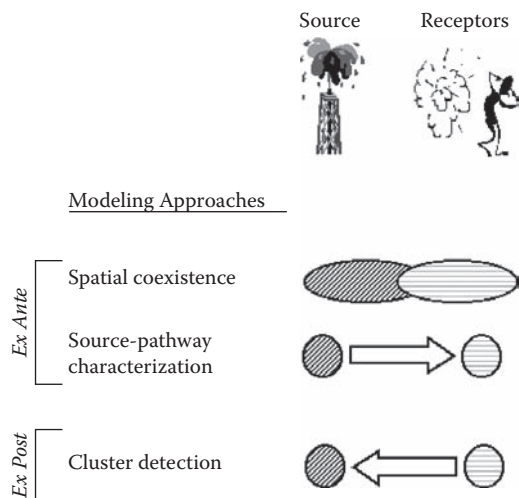 Source Receptors
Modeling Approaches
Ex Ante
Spatial coexistence
Source-pathway
characterization
Ex Post
Cluster detection